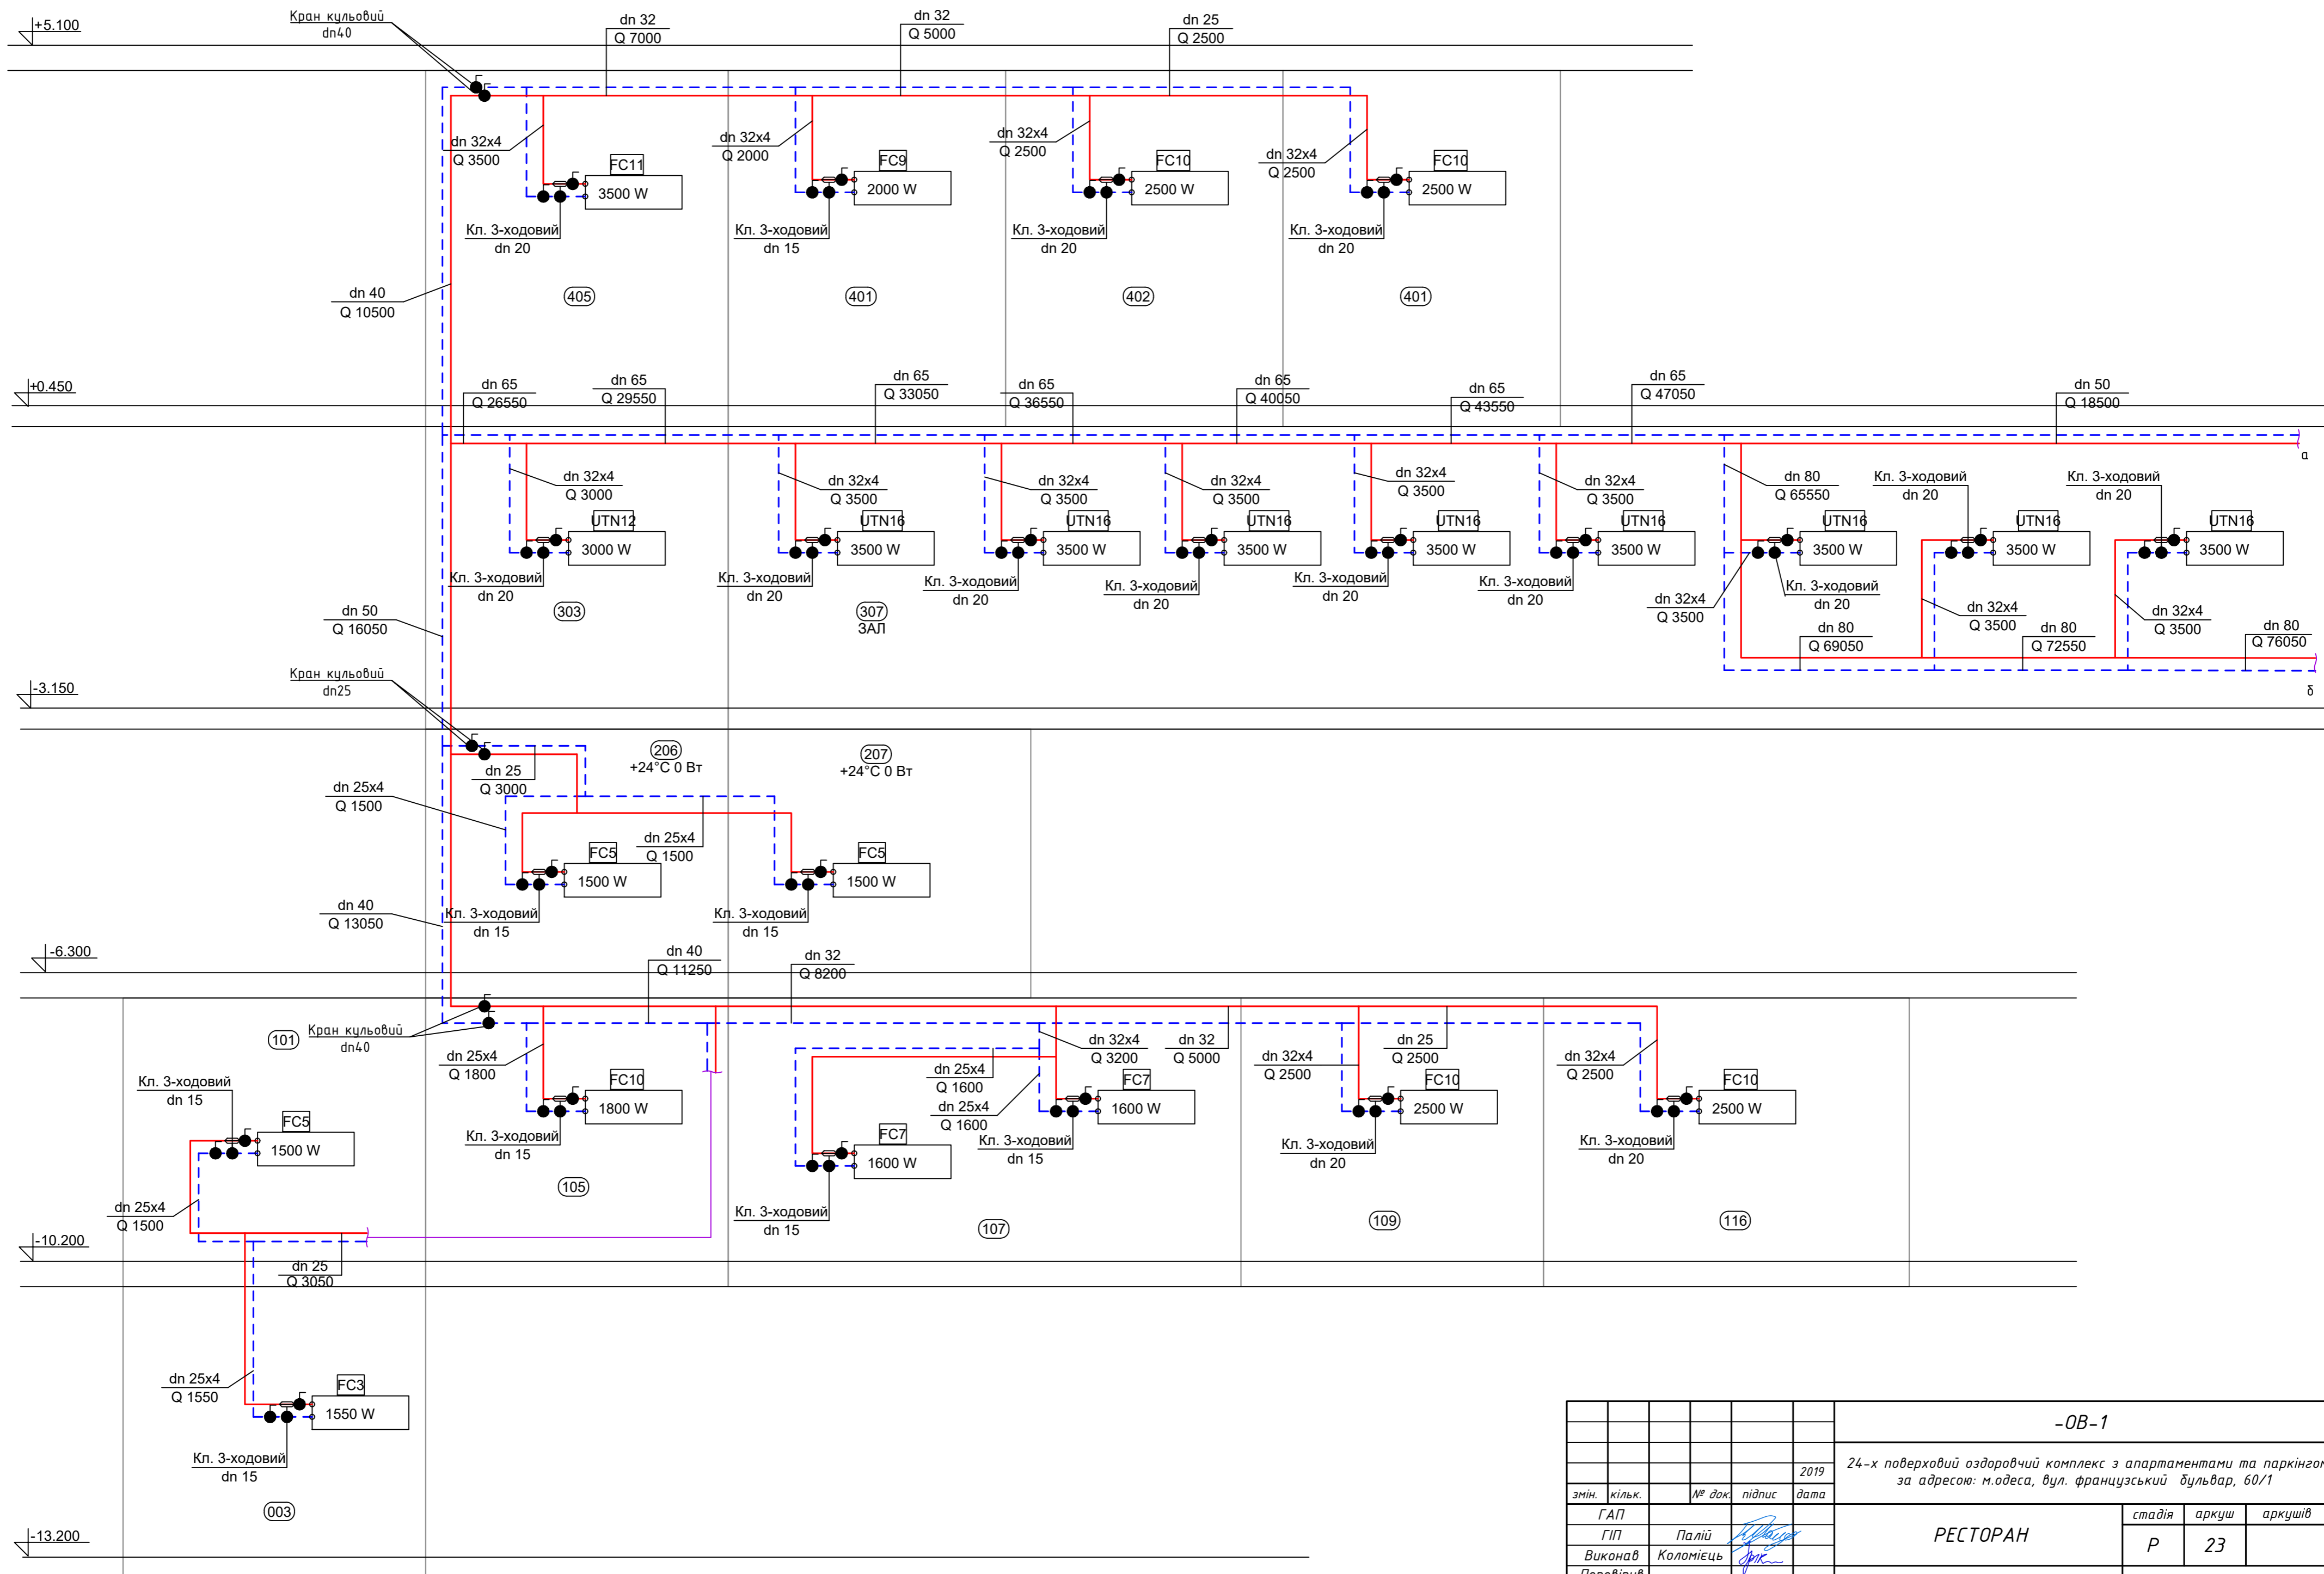 +5.100
Кран кульовий
dn40
dn 32
Q 7000
dn 32
Q 5000
dn 25
Q 2500
dn 32x4
Q 3500
FC11
3500 W
Кл. 3-ходовий
dn 20
405
dn 32x4
Q 2000
FC9
2000 W
Кл. 3-ходовий
dn 15
401
dn 32x4
Q 2500
FC10
2500 W
Кл. 3-ходовий
dn 20
402
dn 32x4
Q 2500
FC10
2500 W
Кл. 3-ходовий
dn 20
401
dn 40
Q 10500
+0.450
dn 65
Q 26550
dn 65
Q 29550
dn 65
Q 33050
dn 65
Q 36550
dn 65
Q 40050
dn 65
Q 43550
dn 65
Q 47050
dn 50
Q 18500
а
dn 32x4
Q 3000
UTN12
3000 W
Кл. 3-ходовий
dn 20
303
dn 32x4
Q 3500
UTN16
3500 W
Кл. 3-ходовий
dn 20
307
ЗАЛ
dn 32x4
Q 3500
UTN16
3500 W
Кл. 3-ходовий
dn 20
dn 32x4
Q 3500
UTN16
3500 W
Кл. 3-ходовий
dn 20
dn 32x4
Q 3500
UTN16
3500 W
Кл. 3-ходовий
dn 20
dn 32x4
Q 3500
UTN16
3500 W
Кл. 3-ходовий
dn 20
dn 80
Q 65550
UTN16
3500 W
Кл. 3-ходовий
dn 20
dn 32x4
Q 3500
Кл. 3-ходовий
dn 20
UTN16
3500 W
dn 32x4
Q 3500
Кл. 3-ходовий
dn 20
UTN16
3500 W
dn 32x4
Q 3500
dn 80
Q 69050
dn 80
Q 72550
dn 80
Q 76050
б
dn 50
Q 16050
Кран кульовий
dn25
-3.150
206
+24°C 0 Вт
207
+24°C 0 Вт
dn 25
Q 3000
dn 25x4
Q 1500
dn 25x4
Q 1500
FC5
1500 W
Кл. 3-ходовий
dn 15
FC5
1500 W
Кл. 3-ходовий
dn 15
dn 40
Q 13050
-6.300
dn 40
Q 11250
dn 32
Q 8200
101
Кран кульовий
dn40
dn 25x4
Q 1800
FC10
1800 W
Кл. 3-ходовий
dn 15
105
dn 25x4
Q 1600
dn 25x4
Q 1600
dn 32x4
Q 3200
dn 32
Q 5000
FC7
1600 W
Кл. 3-ходовий
dn 15
FC7
1600 W
Кл. 3-ходовий
dn 15
107
dn 32x4
Q 2500
dn 25
Q 2500
FC10
2500 W
Кл. 3-ходовий
dn 20
109
dn 32x4
Q 2500
FC10
2500 W
Кл. 3-ходовий
dn 20
116
Кл. 3-ходовий
dn 15
FC5
1500 W
dn 25x4
Q 1500
-10.200
dn 25
Q 3050
dn 25x4
Q 1550
FC3
1550 W
Кл. 3-ходовий
dn 15
003
-13.200
-ОВ-1
2019
24-х поверховий оздоровчий комплекс з апартаментами та паркінгом
за адресою: м.одеса, вул. французський бульвар, 60/1
змін. кільк. № док. підпис дата
ГАП
ГІП Палій
Виконав Коломієць
РЕСТОРАН
стадія аркуш аркушів
Р 23